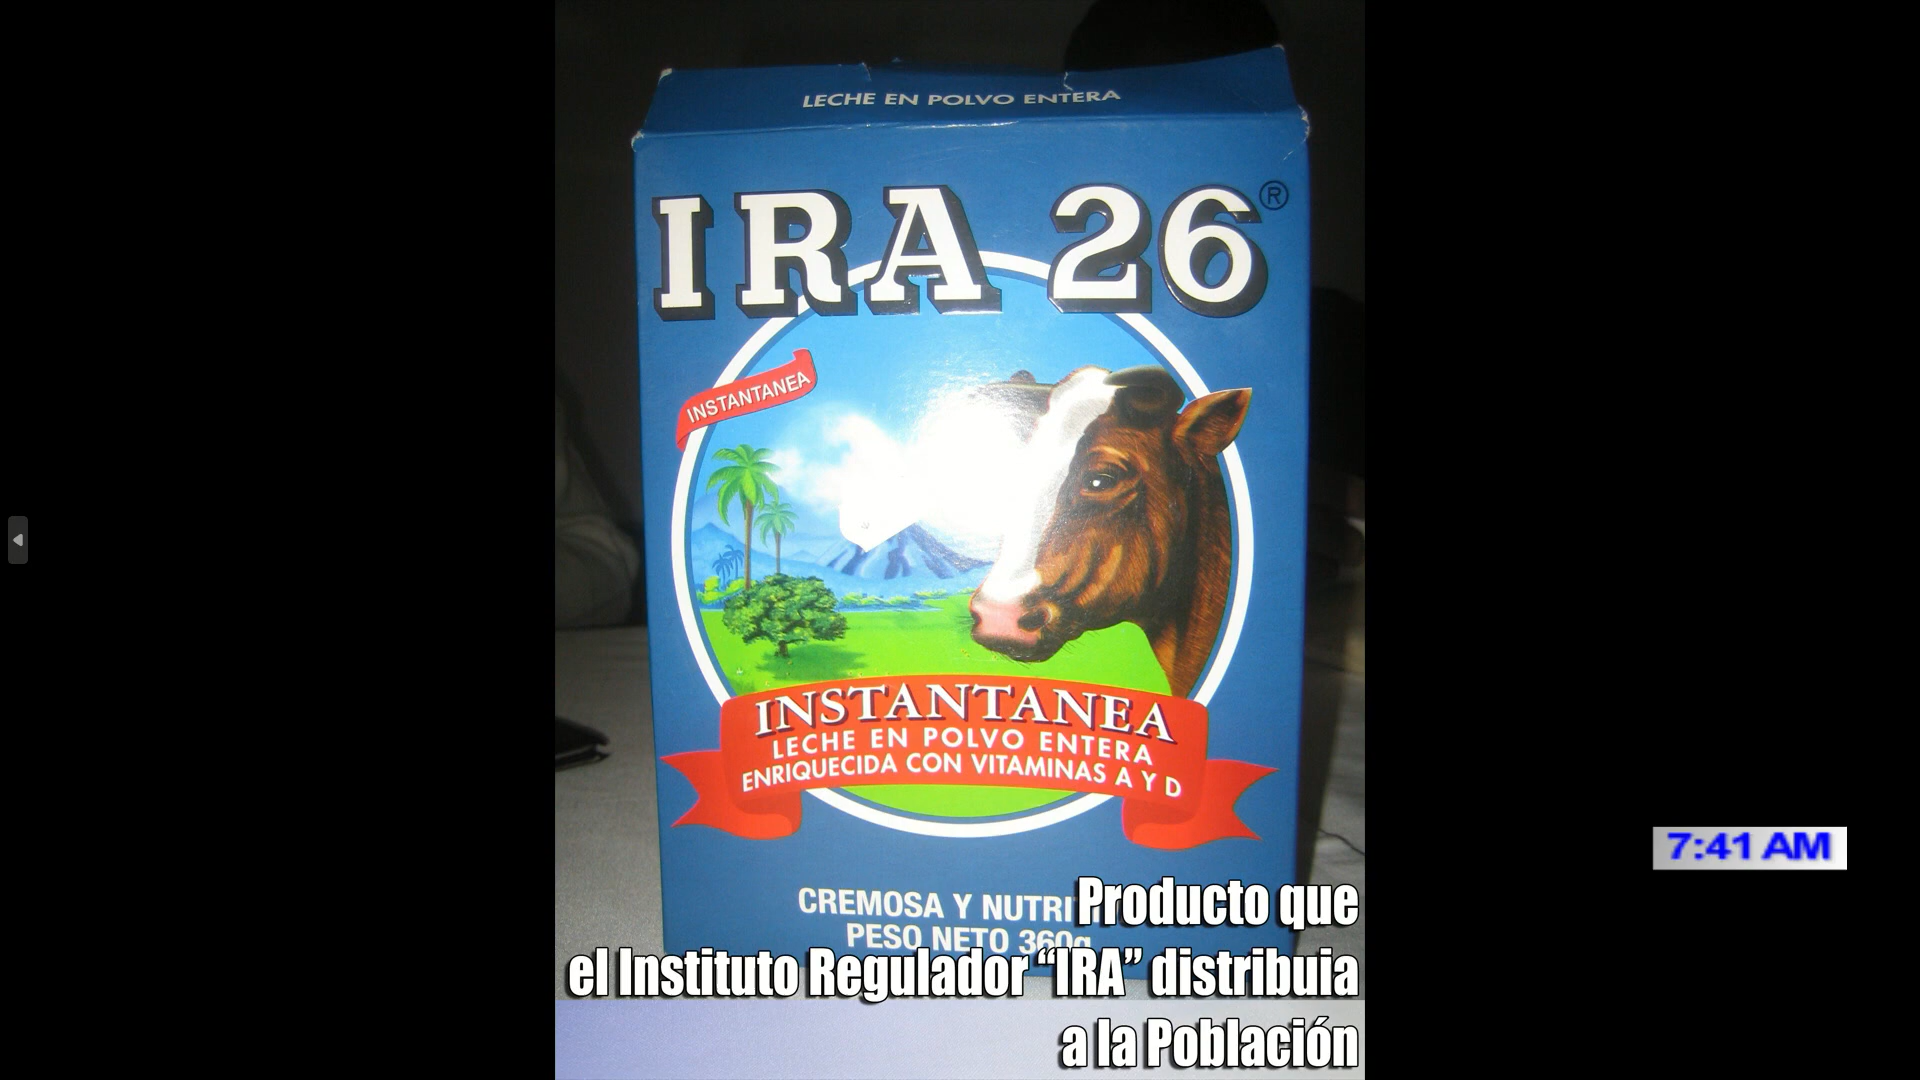 LECHE EN POLVO ENTERA
IRA 26®
INSTANTANEA
INSTANTANEA
LECHE EN POLVO ENTERA
ENRIQUECIDA CON VITAMINAS A Y D
CREMOSA Y NUTRI
PESO NETO 360g
7:41 AM
Producto que
el Instituto Regulador “IRA” distribuia
a la Población